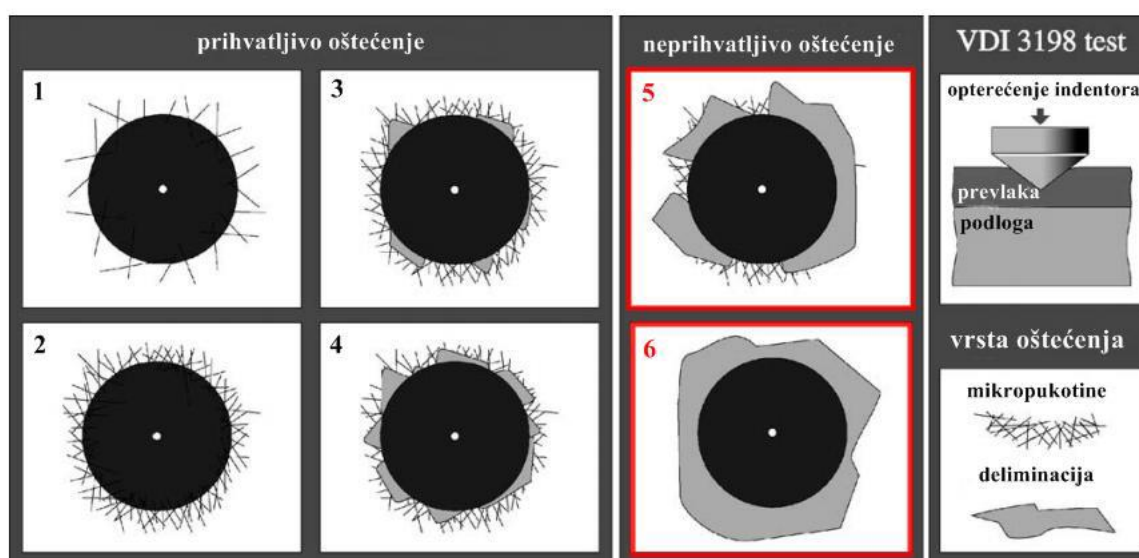 prihvatljivo oštećenje
1
3
2
4
neprihvatljivo oštećenje
5
6
VDI 3198 test
opterećenje indentora
prevlaka
podloga
vrsta oštećenja
mikropukotine
deliminacija